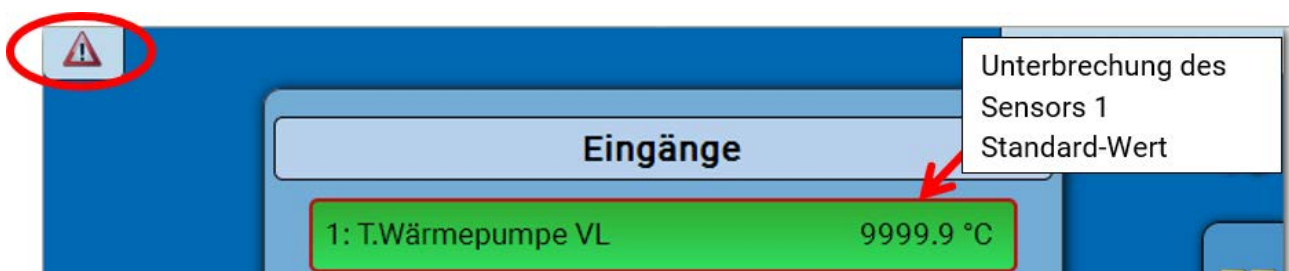 Unterbrechung des
Sensors 1
Standard-Wert
Eingänge
1: T.Wärmepumpe VL 9999.9 °C